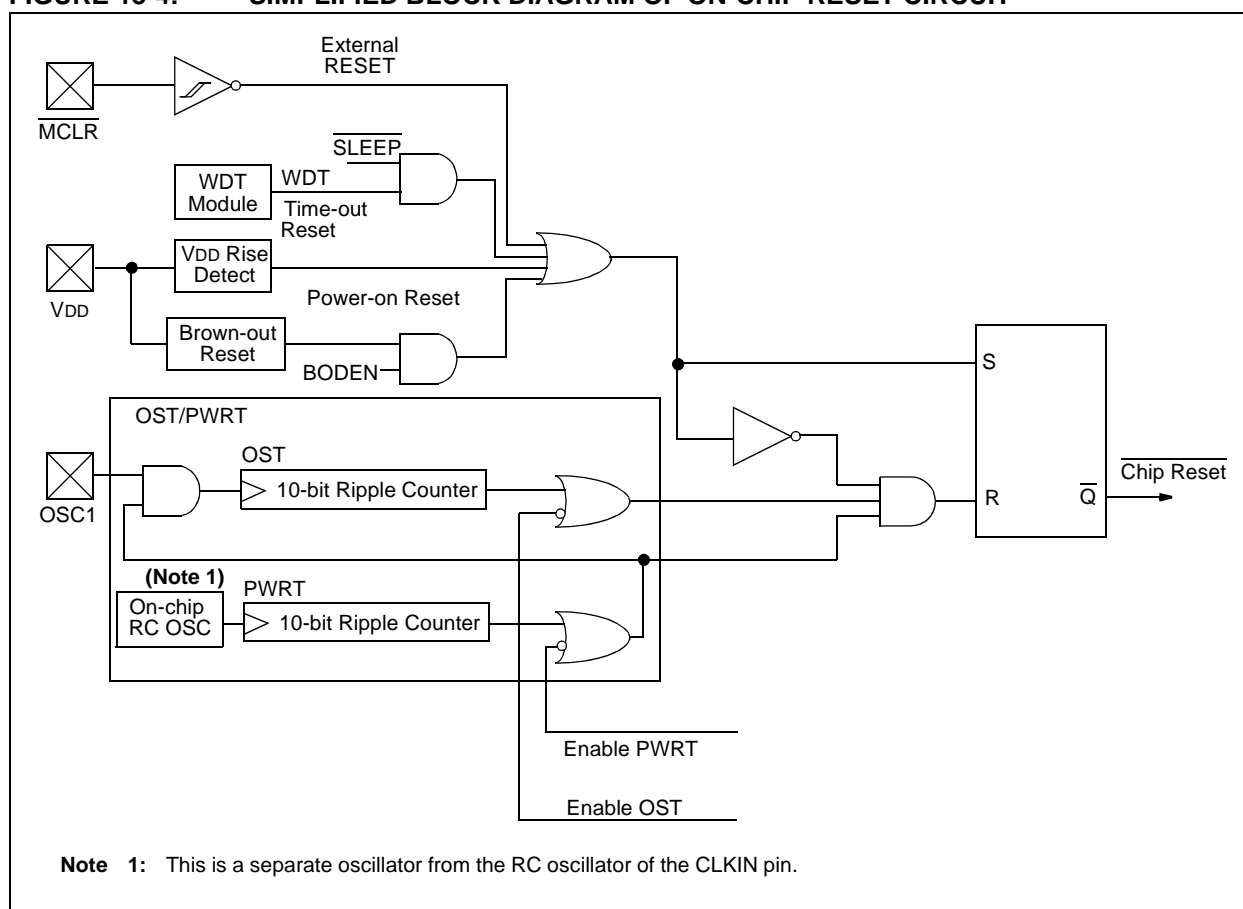 External
RESET
MCLR
SLEEP
WDT
Module
WDT
Time-out
Reset
VDD Rise
Detect
VDD
Power-on Reset
Brown-out
Reset
BODEN
S
OST/PWRT
OST
10-bit Ripple Counter
OSC1
Chip Reset
R
Q
(Note 1)
On-chip
RC OSC
PWRT
10-bit Ripple Counter
Enable PWRT
Enable OST
Note 1: This is a separate oscillator from the RC oscillator of the CLKIN pin.